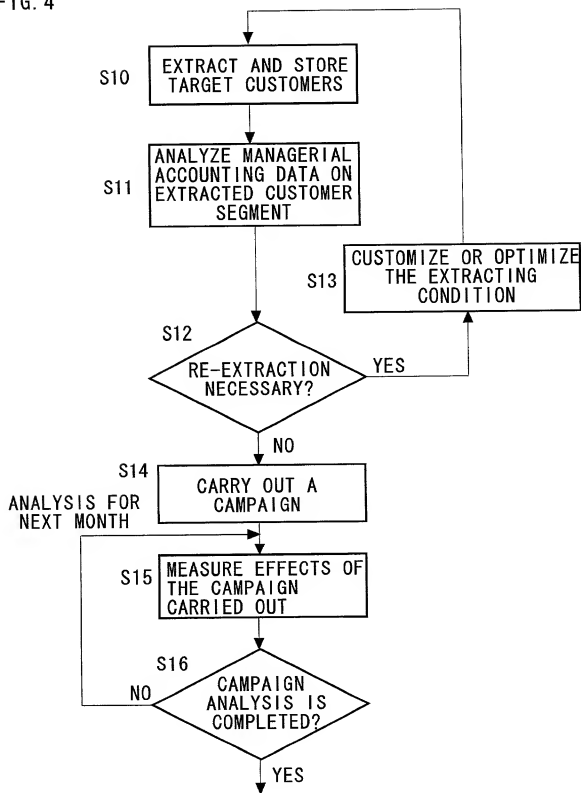 FIG. 4
S10
EXTRACT AND STORE
TARGET CUSTOMERS
S11
ANALYZE MANAGERIAL
ACCOUNTING DATA ON
EXTRACTED CUSTOMER
SEGMENT
S13
CUSTOMIZE OR OPTIMIZE
THE EXTRACTING
CONDITION
S12
RE-EXTRACTION
NECESSARY?
YES
NO
S14
CARRY OUT A
CAMPAIGN
ANALYSIS FOR
NEXT MONTH
S15
MEASURE EFFECTS OF
THE CAMPAIGN
CARRIED OUT
S16
NO
CAMPAIGN
ANALYSIS IS
COMPLETED?
YES